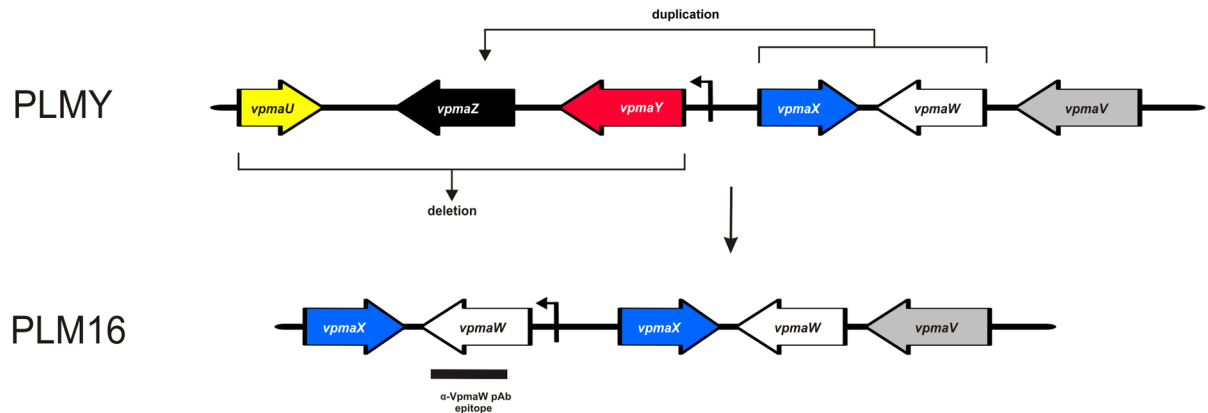 duplication
PLMY
vpmaU
vpmaZ
vpmaY
vpmaX
vpmaW
vpmaV
deletion
PLM16
vpmaX
vpmaW
vpmaX
vpmaW
vpmaV
α-VpmaW pAb
epitope